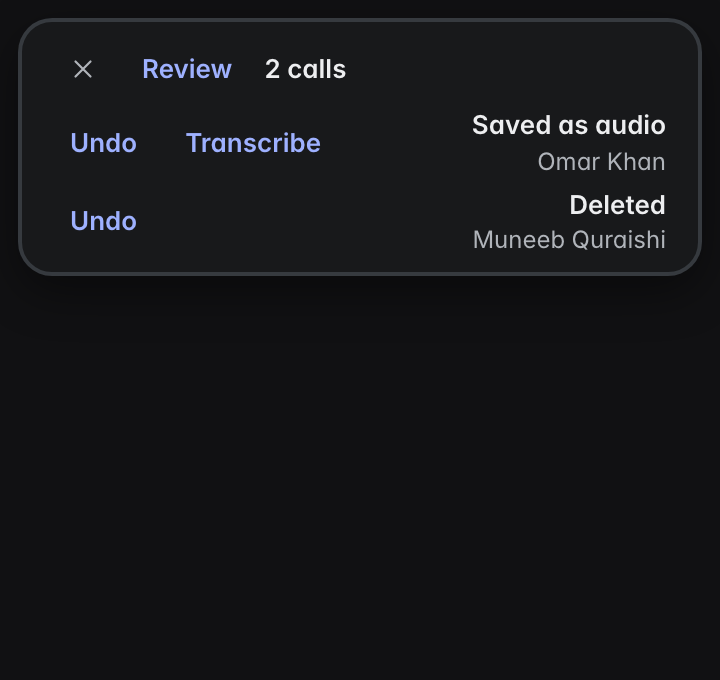 Review 2 calls
Undo Transcribe Saved as audio
Omar Khan
Undo Deleted
Muneeb Quraishi